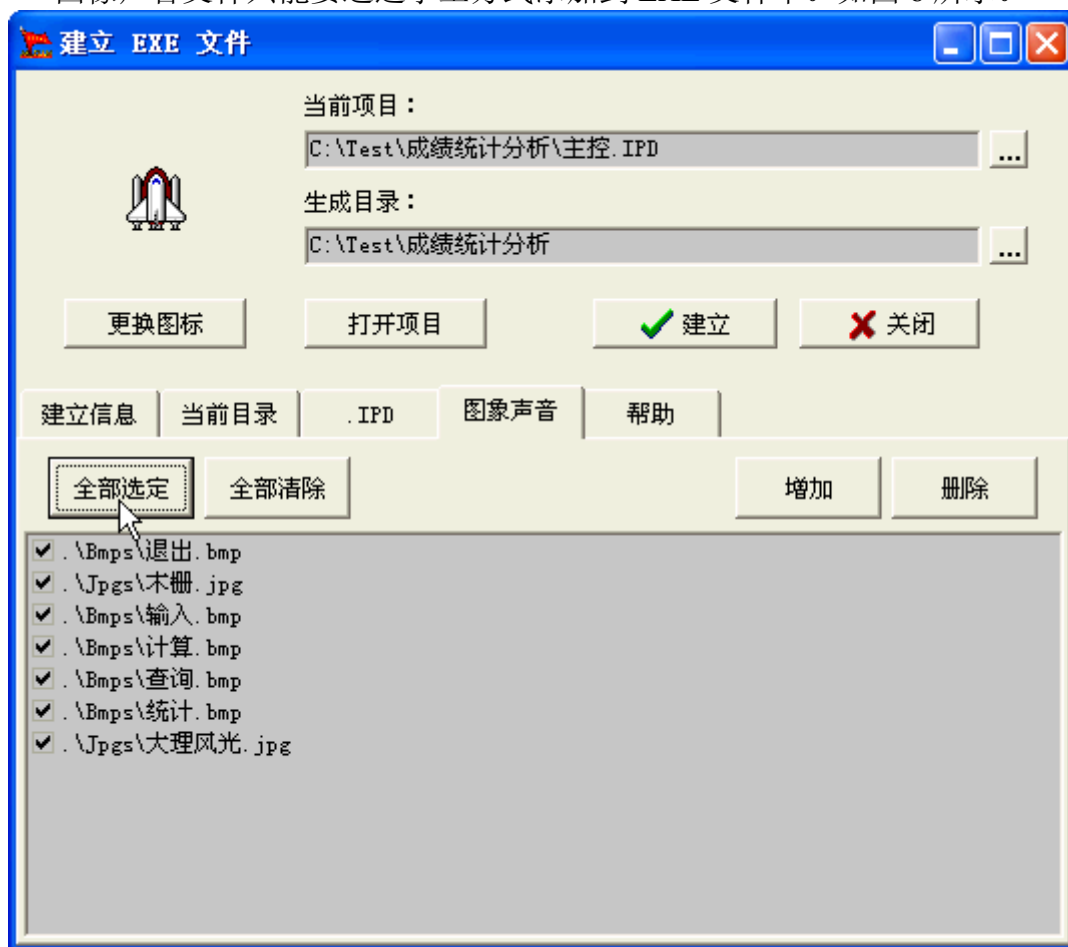 建立 EXE 文件
当前项目：
C:\Test\成绩统计分析\主控.IPD
...
生成目录：
C:\Test\成绩统计分析
...
更换图标 打开项目 建立 关闭
建立信息 当前目录 .IPD 图象声音 帮助
全部选定 全部清除 增加 删除
.\Bmps\退出.bmp
.\Jpgs\木栅.jpg
.\Bmps\输入.bmp
.\Bmps\计算.bmp
.\Bmps\查询.bmp
.\Bmps\统计.bmp
.\Jpgs\大理风光.jpg